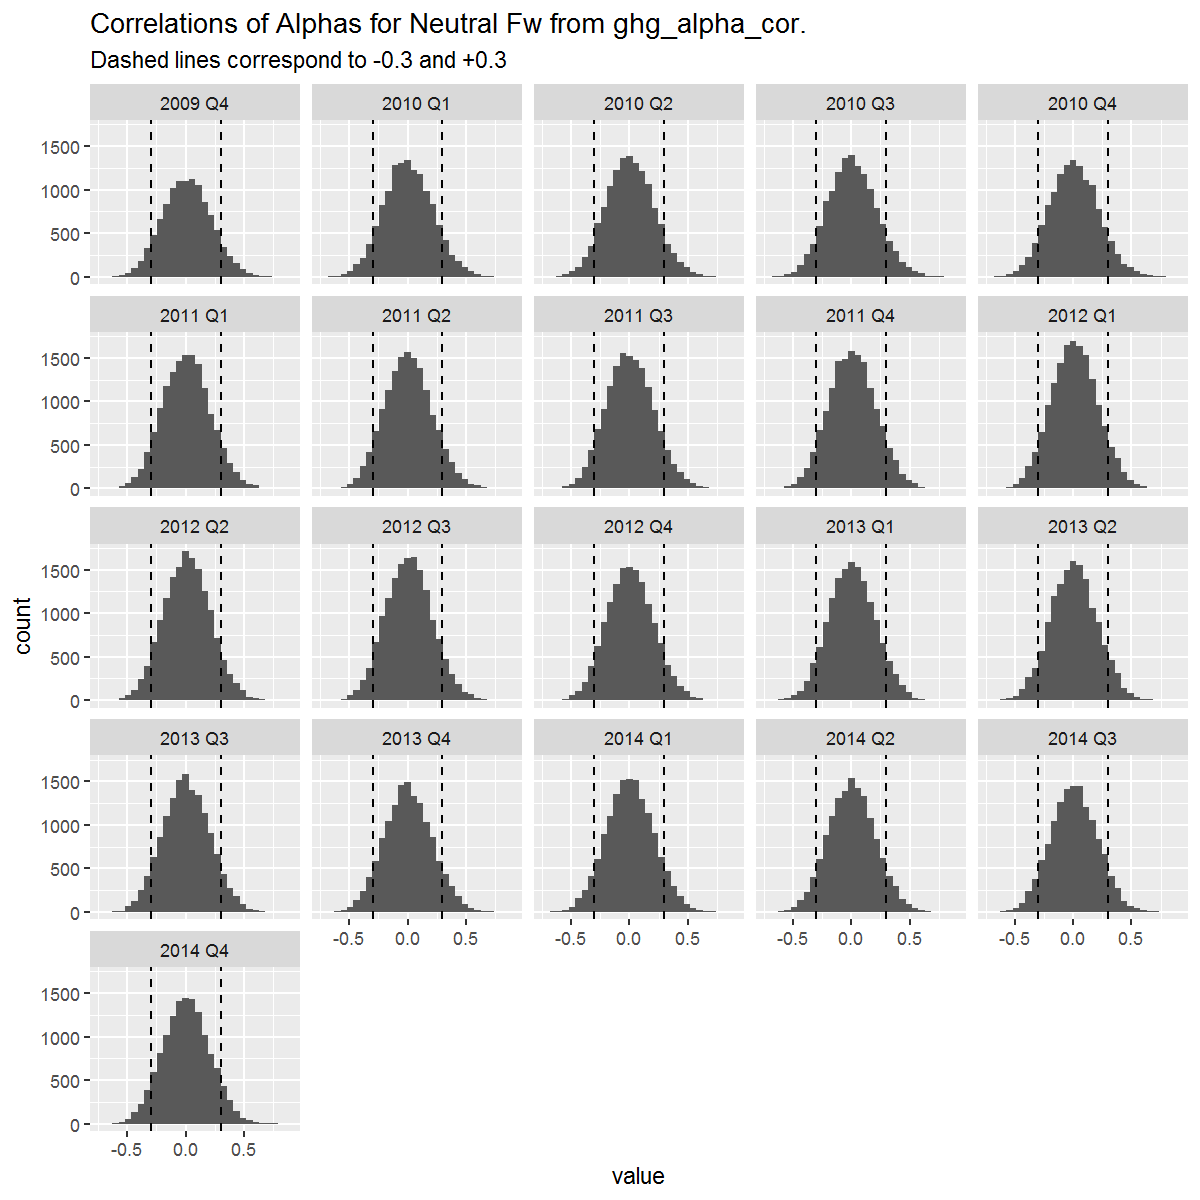 Correlations of Alphas for Neutral Fw from ghg_alpha_cor.
Dashed lines correspond to -0.3 and +0.3
2009 Q4 2010 Q1 2010 Q2 2010 Q3 2010 Q4
1500
1000
500
0
2011 Q1 2011 Q2 2011 Q3 2011 Q4 2012 Q1
1500
1000
500
0
2012 Q2 2012 Q3 2012 Q4 2013 Q1 2013 Q2
1500
1000
500
0
count
2013 Q3 2013 Q4 2014 Q1 2014 Q2 2014 Q3
1500
1000
500
0
-0.5 0.0 0.5 -0.5 0.0 0.5 -0.5 0.0 0.5 -0.5 0.0 0.5
2014 Q4
1500
1000
500
0
-0.5 0.0 0.5
value